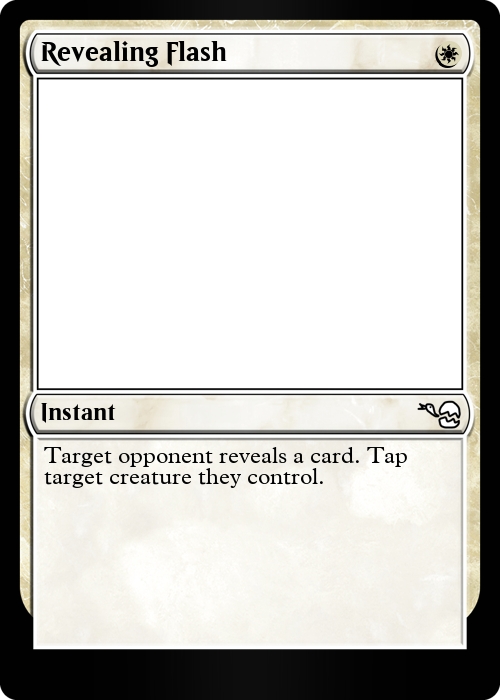 Revealing Flash
Instant
Target opponent reveals a card. Tap
target creature they control.